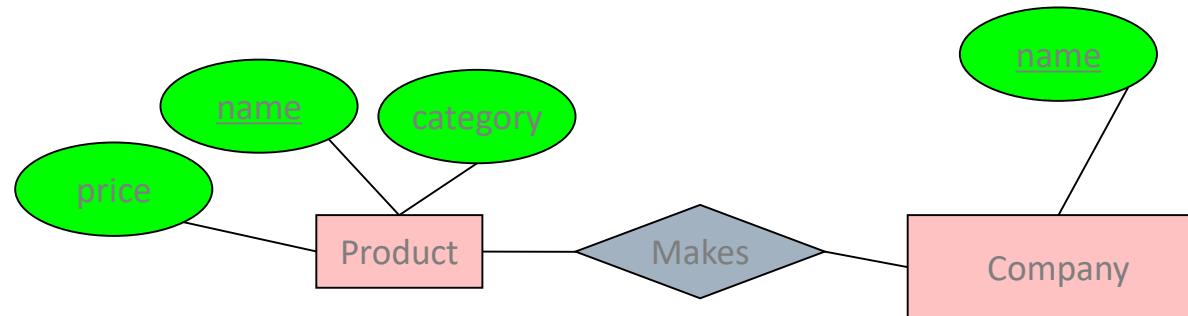 name
name
category
price
Product
Makes
Company